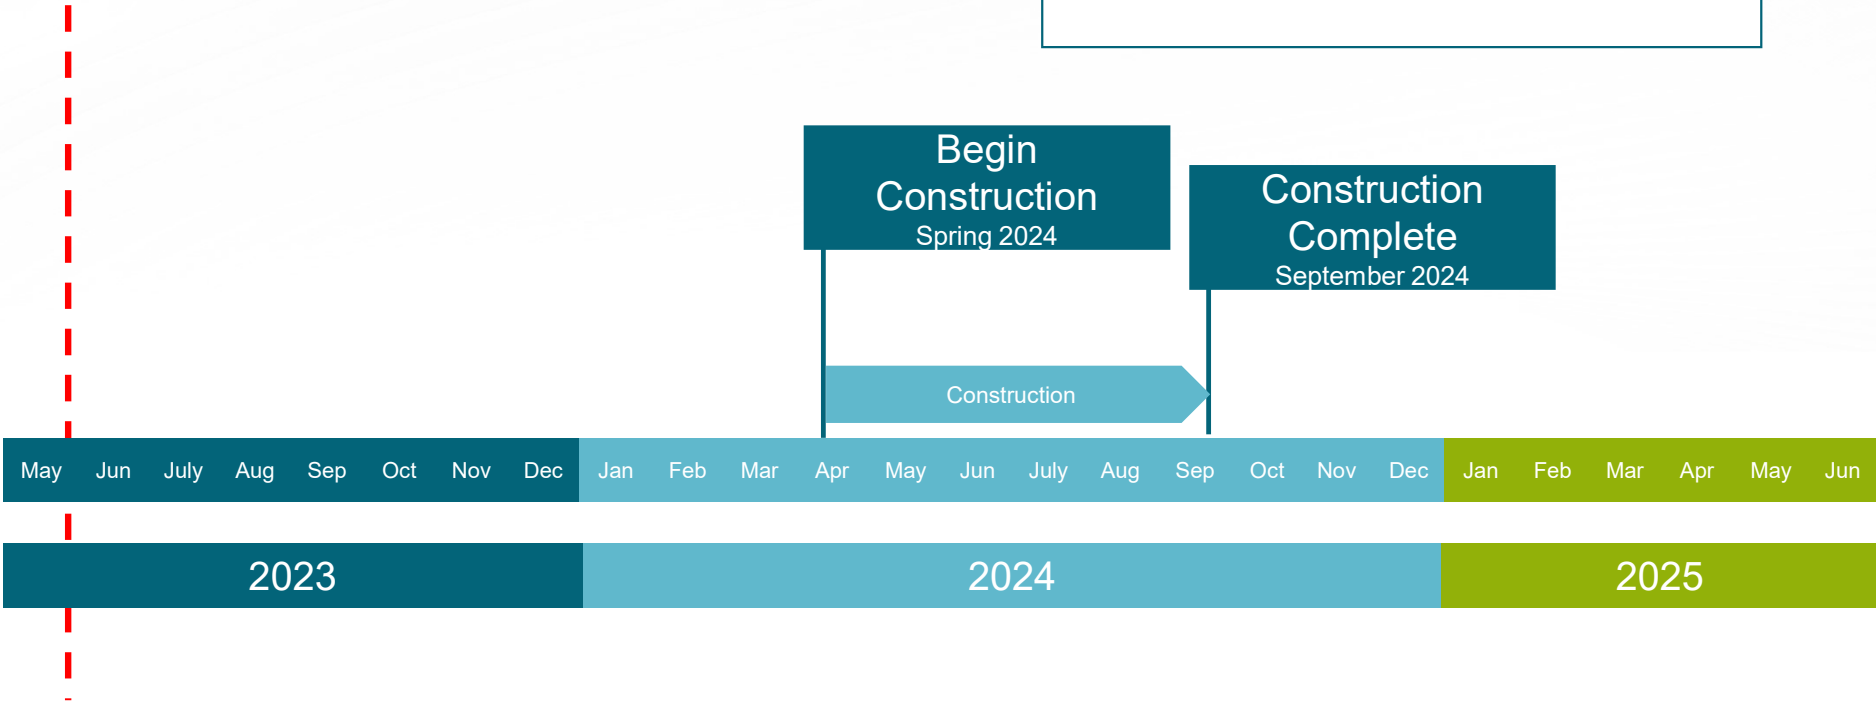 Begin
Construction
Spring 2024
Construction
Complete
September 2024
Construction
May Jun July Aug Sep Oct Nov Dec Jan Feb Mar Apr May Jun July Aug Sep Oct Nov Dec Jan Feb Mar Apr May Jun
2023 2024 2025